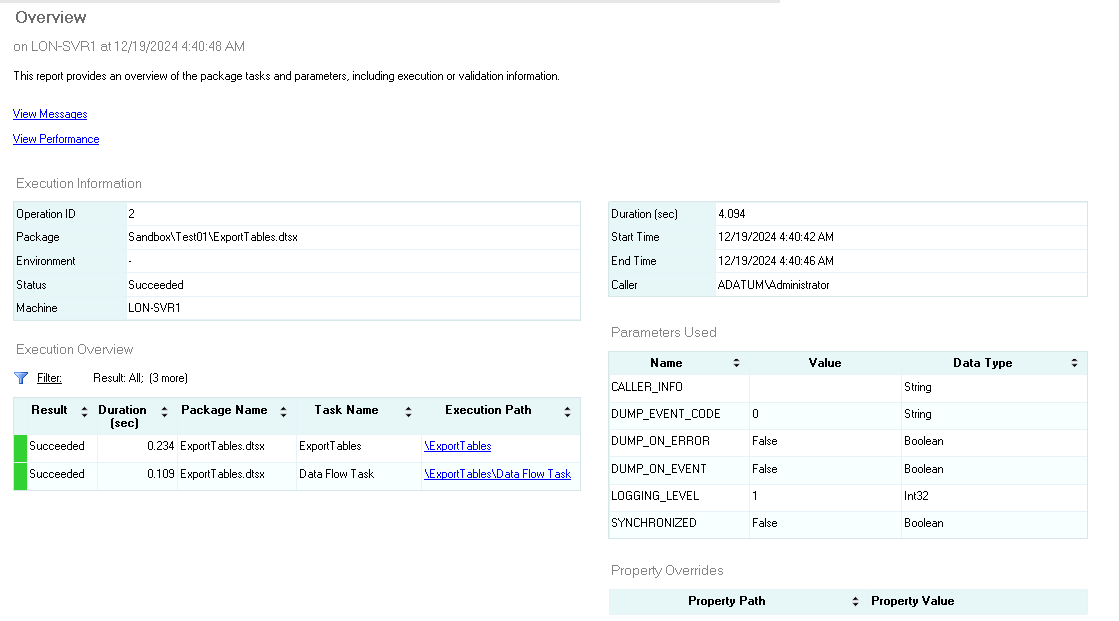 Overview
on LON-SVR1 at 12/19/2024 4:40:48 AM
This report provides an overview of the package tasks and parameters, including execution or validation information.
View Messages
View Performance
Execution Information
Operation ID 2
Package Sandbox\Test01\ExportTables.dtsx
Environment -
Status Succeeded
Machine LON-SVR1
Duration (sec) 4.094
Start Time 12/19/2024 4:40:42 AM
End Time 12/19/2024 4:40:46 AM
Caller ADATUM\Administrator
Execution Overview
Filter: Result: All; (3 more)
Result Duration (sec) Package Name Task Name Execution Path
Succeeded 0.234 ExportTables.dtsx ExportTables \ExportTables
Succeeded 0.109 ExportTables.dtsx Data Flow Task \ExportTables\Data Flow Task
Parameters Used
Name Value Data Type
CALLER_INFO String
DUMP_EVENT_CODE 0 String
DUMP_ON_ERROR False Boolean
DUMP_ON_EVENT False Boolean
LOGGING_LEVEL 1 Int32
SYNCHRONIZED False Boolean
Property Overrides
Property Path Property Value